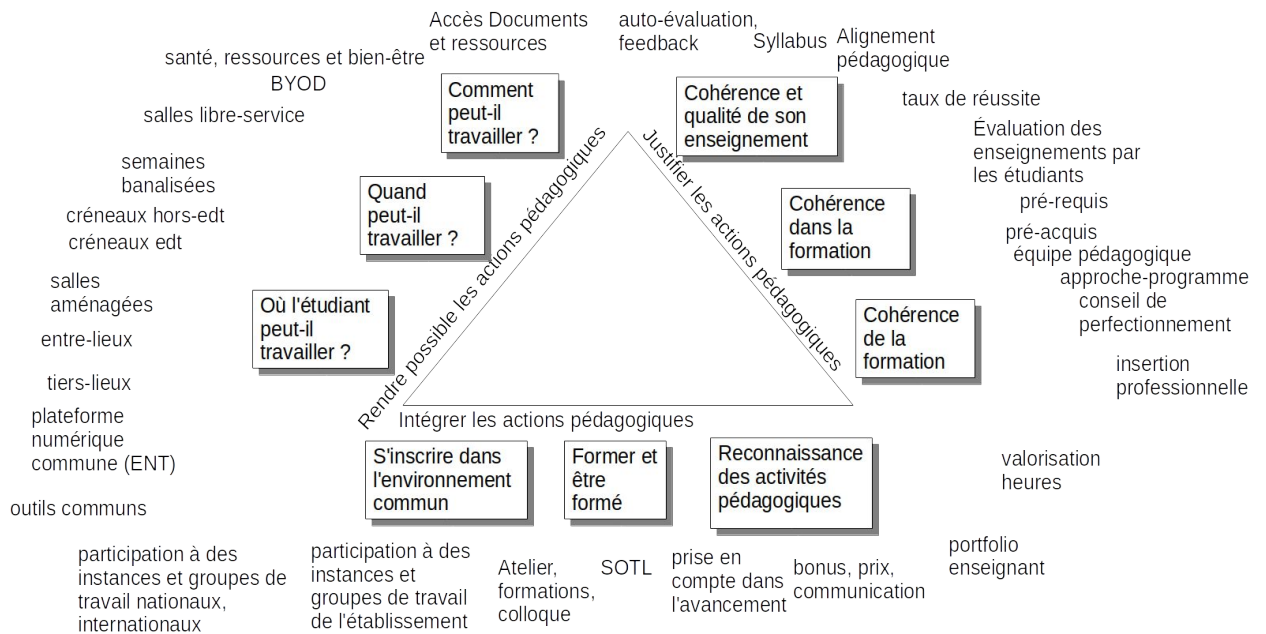 Accès Documents
et ressources
auto-évaluation,
feedback
Syllabus
Alignement
pédagogique
santé, ressources et bien-être
BYOD
salles libre-service
semaines
banalisées
créneaux hors-edt
créneaux edt
salles
aménagées
entre-lieux
tiers-lieux
plateforme
numérique
commune (ENT)
outils communs
Comment
peut-il
travailler ?
Quand
peut-il
travailler ?
Où l'étudiant
peut-il
travailler ?
Rendre possible les actions pédagogiques
Justifier les actions pédagogiques
Cohérence et
qualité de son
enseignement
Cohérence
dans la
formation
Cohérence
de la
formation
taux de réussite
Évaluation des
enseignements par
les étudiants
pré-requis
pré-acquis
équipe pédagogique
approche-programme
conseil de
perfectionnement
insertion
professionnelle
Intégrer les actions pédagogiques
S'inscrire dans
l'environnement
commun
Former et
être
formé
Reconnaissance
des activités
pédagogiques
valorisation
heures
portfolio
enseignant
participation à des
instances et groupes de
travail nationaux,
internationaux
participation à des
instances et
groupes de travail
de l'établissement
Atelier,
formations,
colloque
SOTL
prise en
compte dans
l'avancement
bonus, prix,
communication